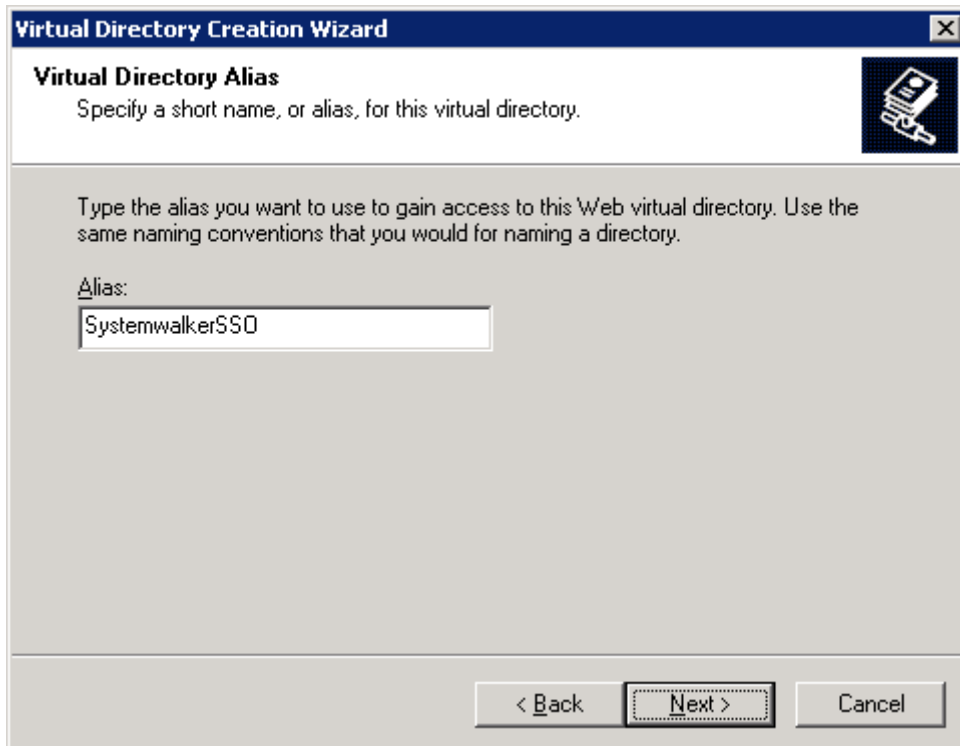 Virtual Directory Creation Wizard
Virtual Directory Alias
Specify a short name, or alias, for this virtual directory.
Type the alias you want to use to gain access to this Web virtual directory. Use the
same naming conventions that you would for naming a directory.
Alias:
SystemwalkerSSO
< Back Next > Cancel